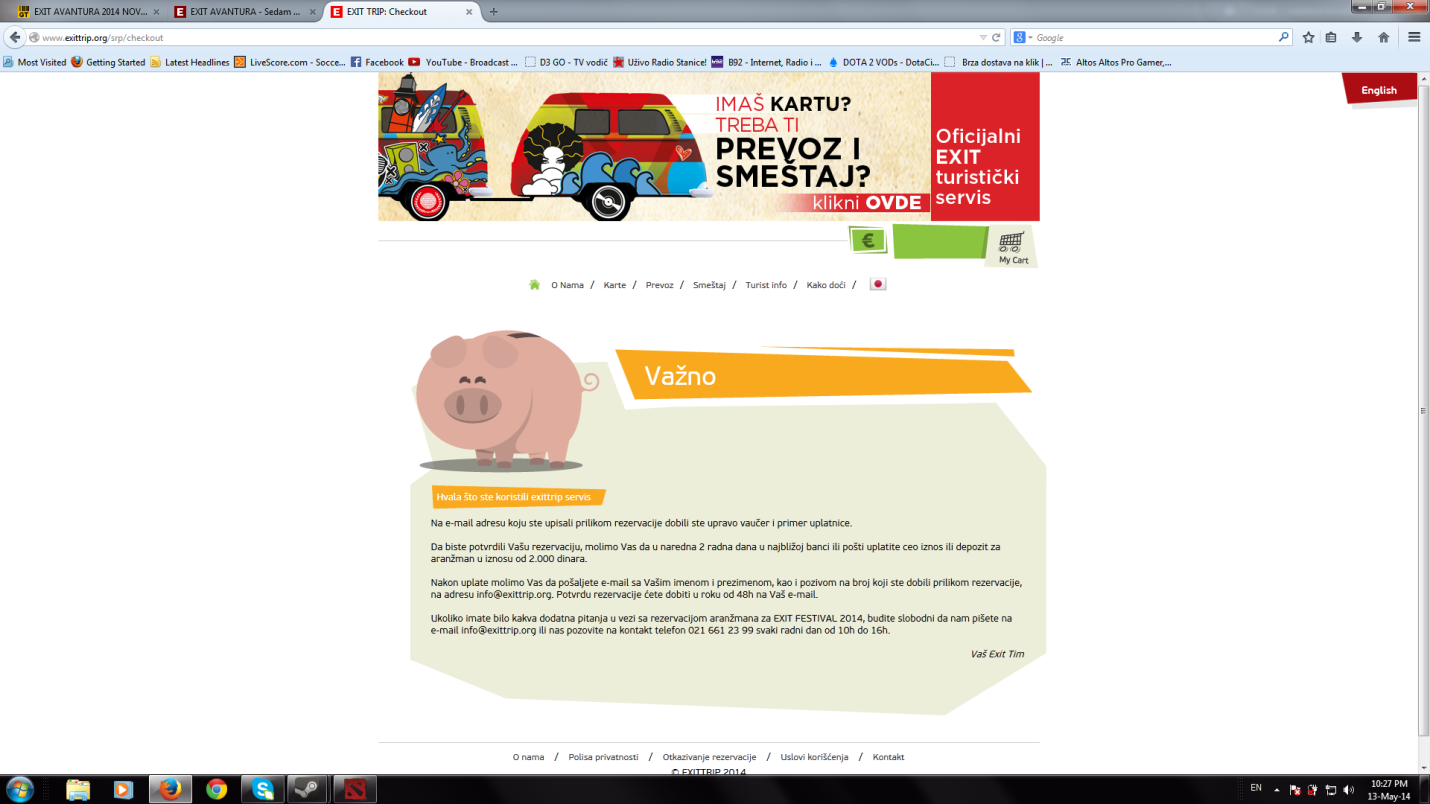 EXIT AVANTURA 2014 NOV...
EXIT AVANTURA - Sedam ...
EXIT TRIP: Checkout
www.exittrip.org/srp/checkout
Google
Most Visited
Getting Started
Latest Headlines
LiveScore.com - Socce...
Facebook
YouTube - Broadcast ...
D3 GO - TV vodič
Uživo Radio Stanice!
B92 - Internet, Radio i ...
DOTA 2 VODs - DotaCi...
Brza dostava na klik | ...
Altos Altos Pro Gamer,...
English
IMAŠ KARTU?
TREBA TI
PREVOZ I
SMEŠTAJ?
klikni OVDE
Oficijalni
EXIT
turistički
servis
€
My Cart
O Nama / Karte / Prevoz / Smeštaj / Turist info / Kako doći /
Važno
Hvala što ste koristili exittrip servis
Na e-mail adresu koju ste upisali prilikom rezervacije dobili ste upravo vaučer i primer uplatnice.
Da biste potvrdili Vašu rezervaciju, molimo Vas da u naredna 2 radna dana u najbližoj banci ili pošti uplatite ceo iznos ili depozit za
aranžman u iznosu od 2.000 dinara.
Nakon uplate molimo Vas da pošaljete e-mail sa Vašim imenom i prezimenom, kao i pozivom na broj koji ste dobili prilikom rezervacije,
na adresu info@exittrip.org. Potvrdu rezervacije ćete dobiti u roku od 48h na Vaš e-mail.
Ukoliko imate bilo kakva dodatna pitanja u vezi sa rezervacijom aranžmana za EXIT FESTIVAL 2014, budite slobodni da nam pišete na
e-mail info@exittrip.org ili nas pozovite na kontakt telefon 021 661 23 99 svaki radni dan od 10h do 16h.
Vaš Exit Tim
O nama / Polisa privatnosti / Otkazivanje rezervacije / Uslovi korišćenja / Kontakt
© EXITTRIP 2014
EN
10:27 PM
13-May-14